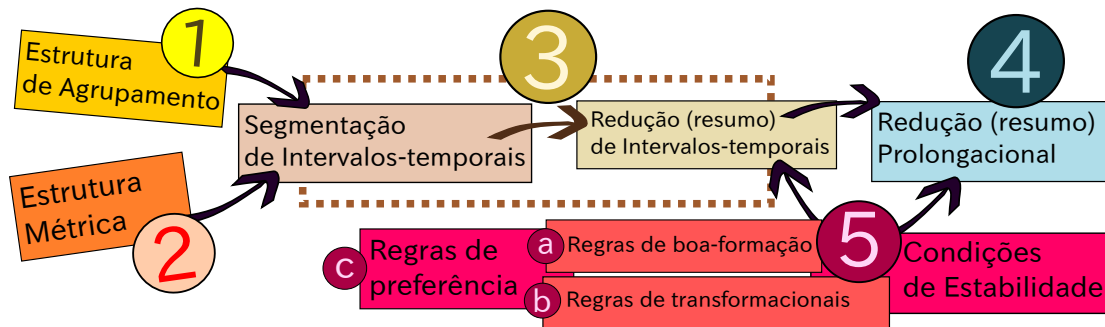 1
Estrutura
de Agrupamento
2
Estrutura
Métrica
3
Segmentação
de Intervalos-temporais
Redução (resumo)
de Intervalos-temporais
4
Redução (resumo)
Prolongacional
5
a
Regras de boa-formação
b
Regras de transformacionais
c
Regras de
preferência
Condições
de Estabilidade